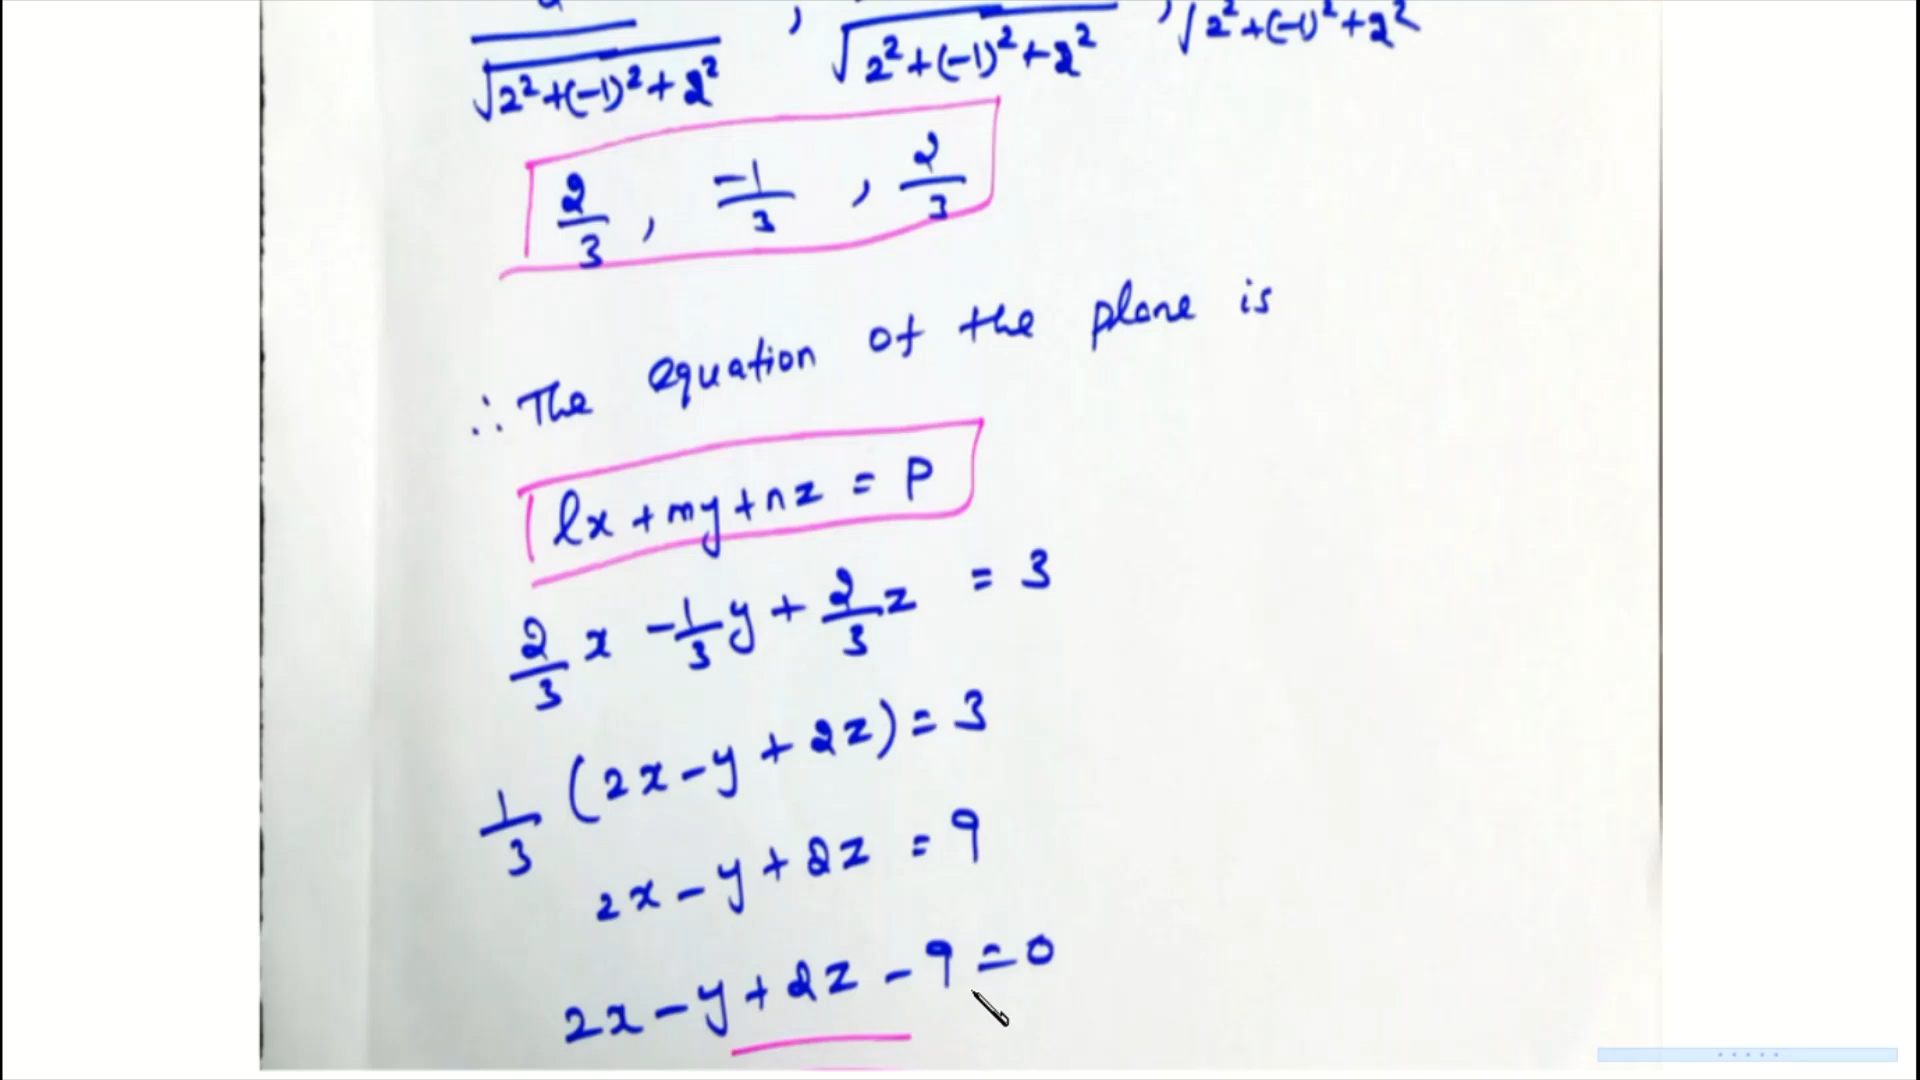 √2²+(-1)²+2² , √2²+(-1)²+2² , √2²+(-1)²+2²
2/3 , -1/3 , 2/3
∴ The equation of the plane is
lx + my + nz = P
2/3 x - 1/3 y + 2/3 z = 3
1/3 (2x - y + 2z) = 3
2x - y + 2z = 9
2x - y + 2z - 9 = 0